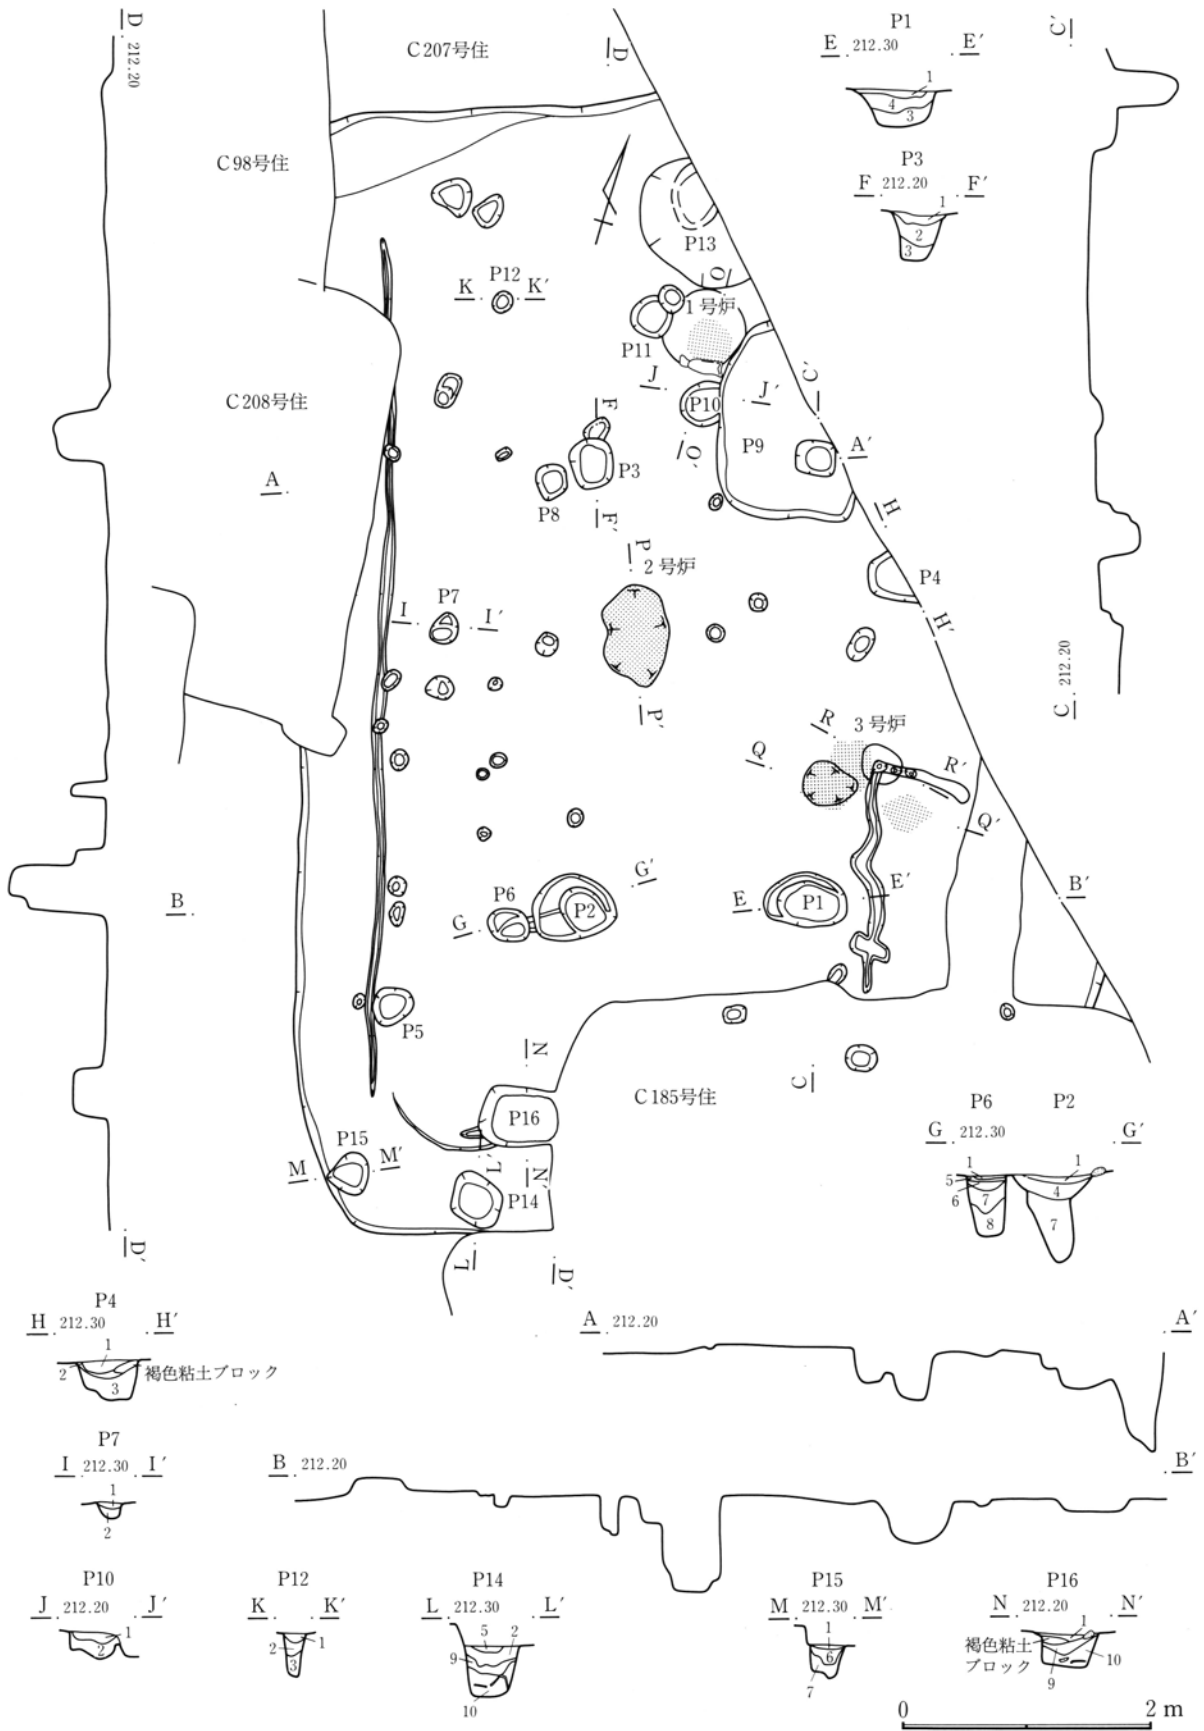 D
212.20
C207号住
D
C′
P1
E 212.30 E′
1
4
3
C98号住
P3
F 212.20 F′
1
2
3
P13
O
K P12 K′
1号炉
P11
J
C′
J′
C208号住
F
P10
O′
P9
A′
A
P3
P8
F′
H
P
2号炉
P4
P7
I I′
H′
C 212.20
P′
R 3号炉
Q
R′
Q′
G′
P6
P2
E P1 E′
B′
B
G
P5
N
C
C185号住
P16
P6 P2
G 212.30 G′
1 1
5
6 7 4
8 7
P15
M M′
L′
N′
P14
D′
L
D′
P4
H 212.30 H′
1
2
3
褐色粘土ブロック
A 212.20 A′
P7
I 212.30 I′
1
2
B 212.20 B′
P10
J 212.20 J′
1
2
P12
K K′
1
2
3
P14
L 212.30 L′
5 2
9
10
P15
M 212.30 M′
1
6
7
P16
N 212.20 N′
1
褐色粘土
ブロック
10
9
0 2 m